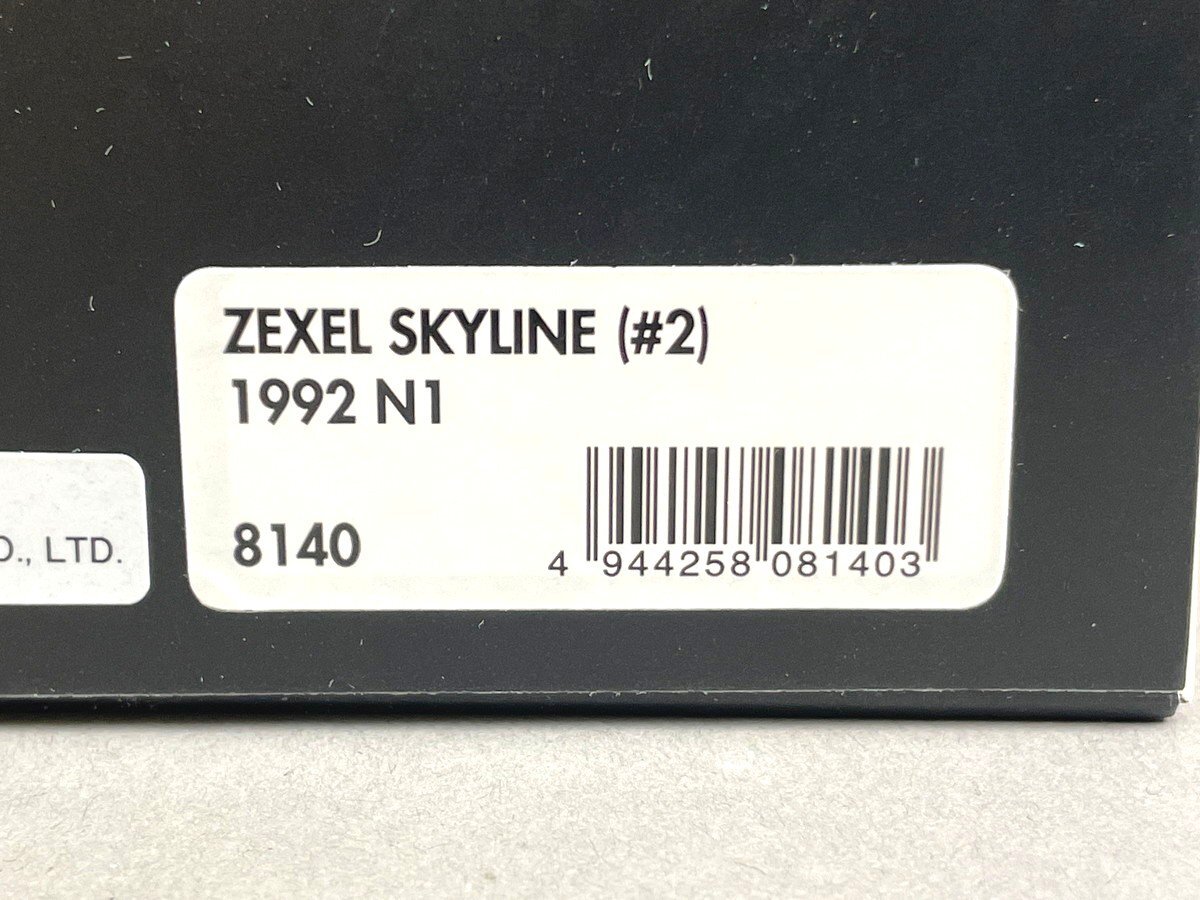 ZEXEL SKYLINE (#2)
1992 N1
8140
4 944258 081403
., LTD.